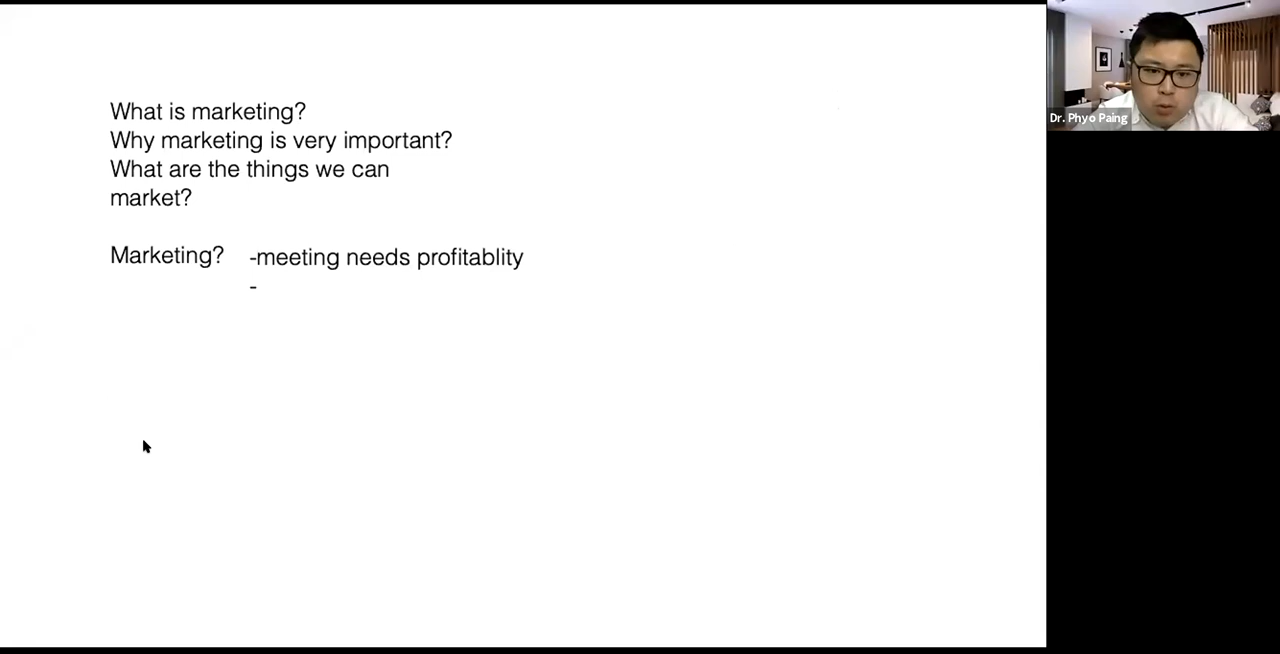 What is marketing?
Why marketing is very important?
What are the things we can
market?
Marketing? -meeting needs profitablity
-
Dr. Phyo Paing